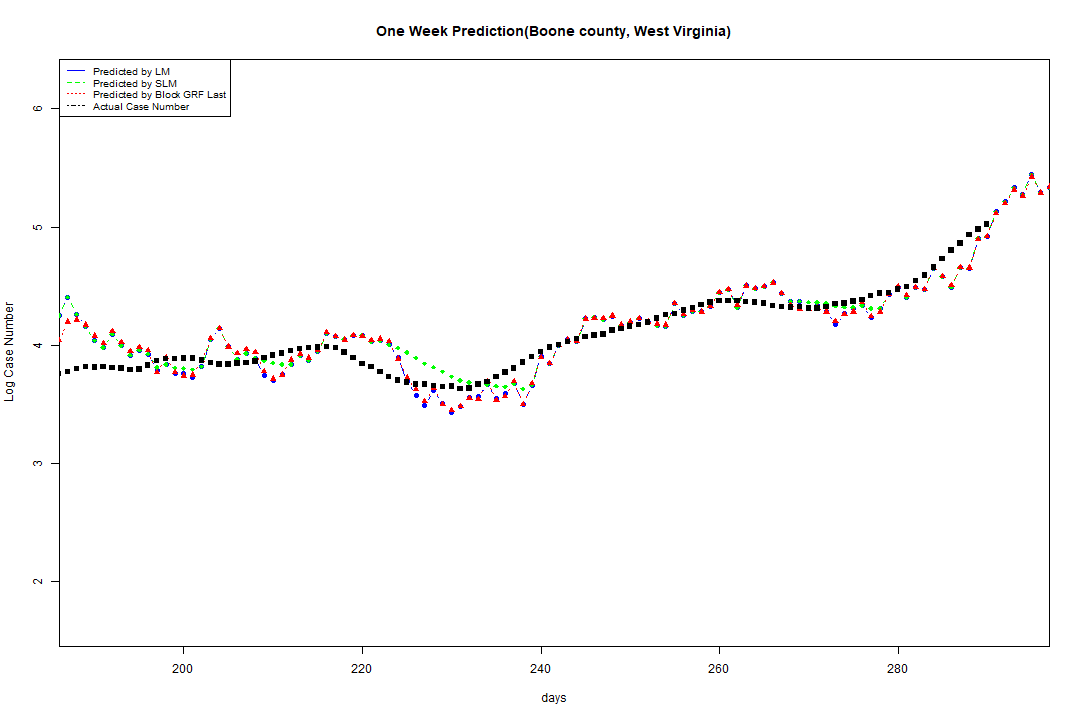 One Week Prediction(Boone county, West Virginia)
Predicted by LM
Predicted by SLM
Predicted by Block GRF Last
Actual Case Number
6
5
4
3
2
Log Case Number
200
220
240
260
280
days